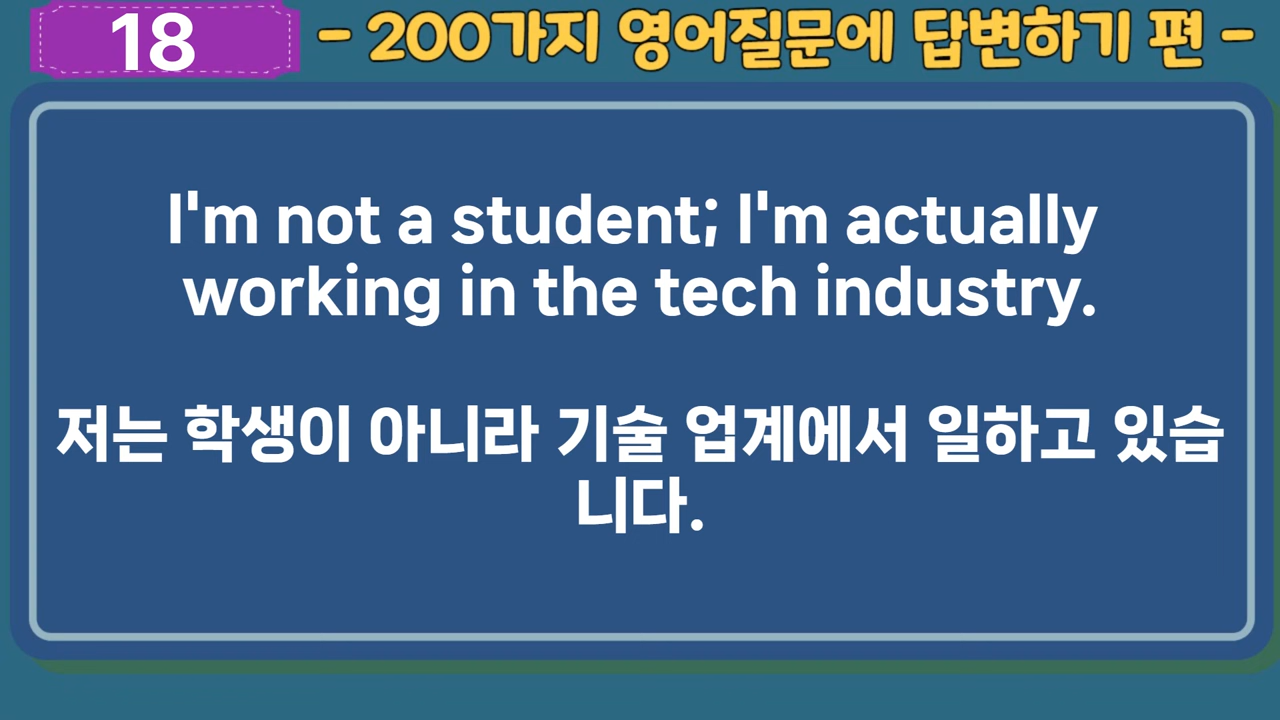 18
- 200가지 영어질문에 답변하기 편 -
I'm not a student; I'm actually
working in the tech industry.
저는 학생이 아니라 기술 업계에서 일하고 있습
니다.